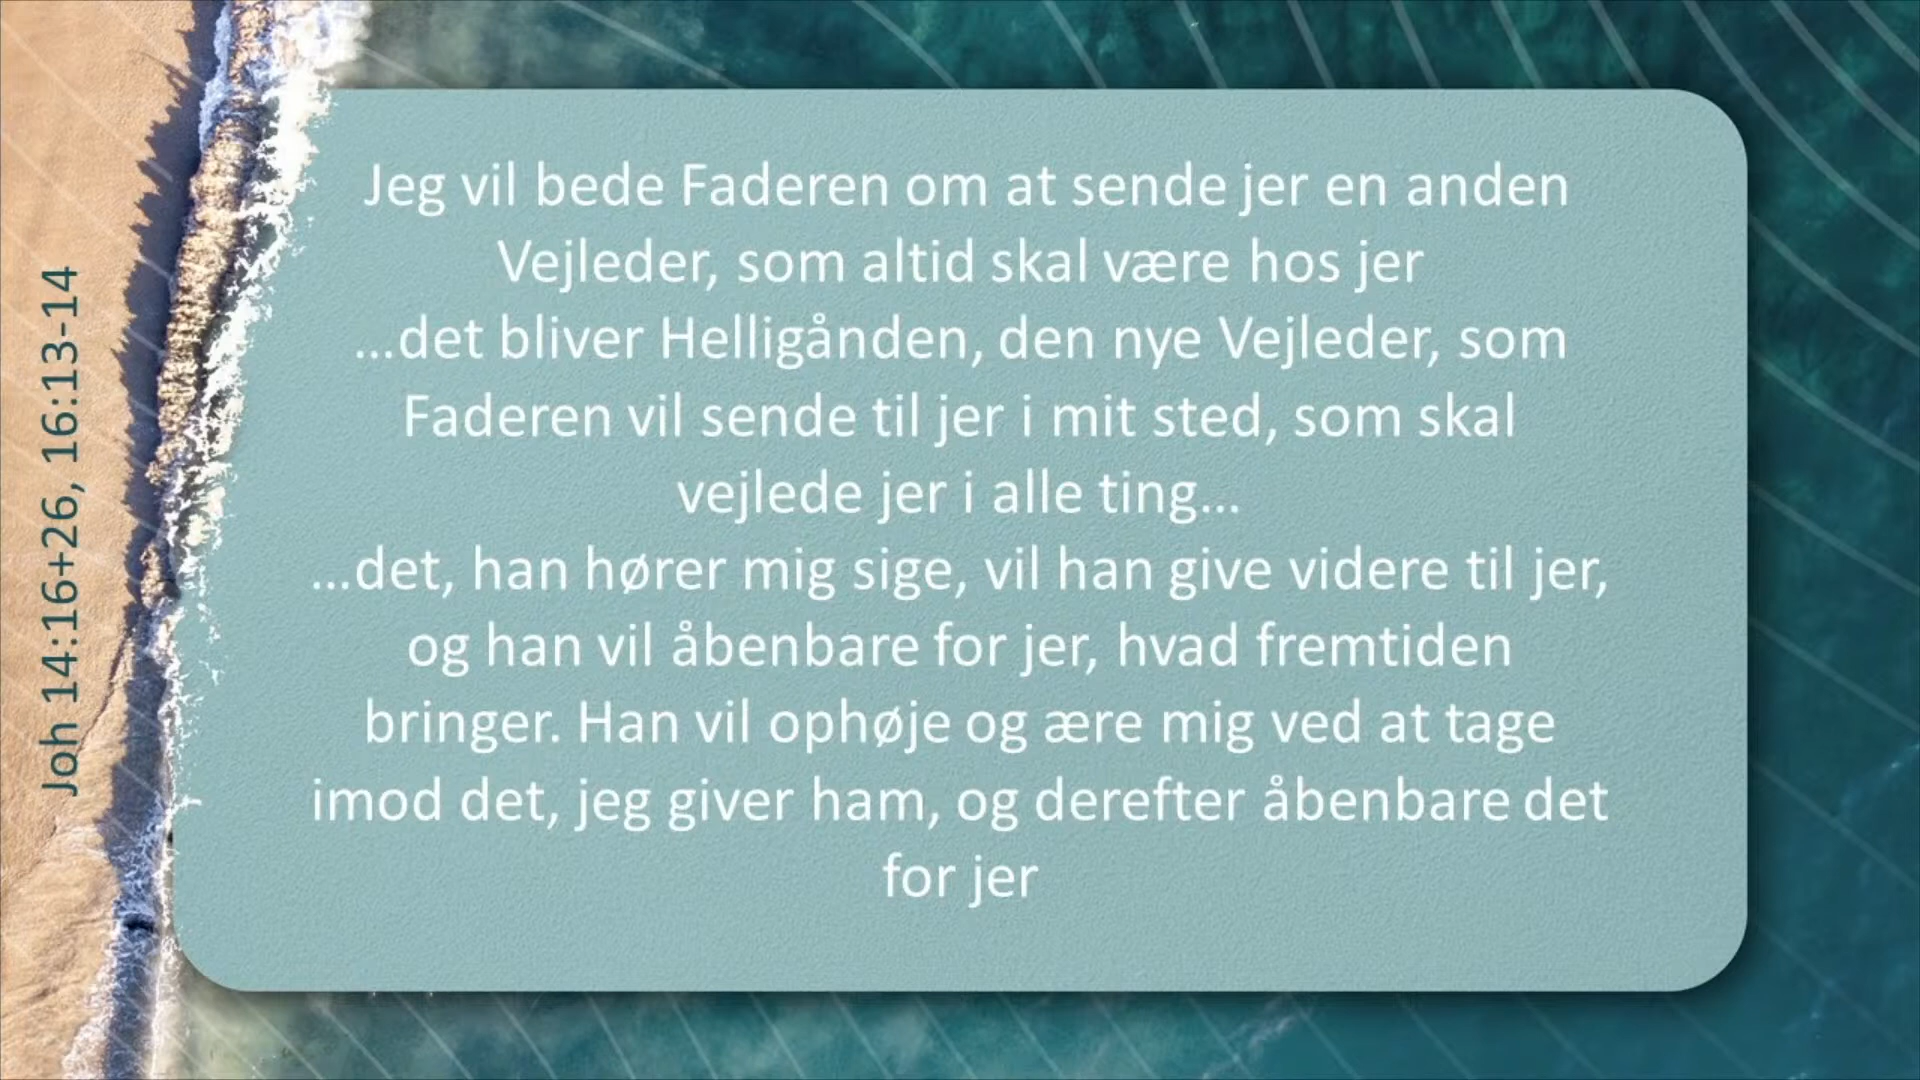 Joh 14:16+26, 16:13-14
Jeg vil bede Faderen om at sende jer en anden
Vejleder, som altid skal være hos jer
...det bliver Helligånden, den nye Vejleder, som
Faderen vil sende til jer i mit sted, som skal
vejlede jer i alle ting...
...det, han hører mig sige, vil han give videre til jer,
og han vil åbenbare for jer, hvad fremtiden
bringer. Han vil ophøje og ære mig ved at tage
imod det, jeg giver ham, og derefter åbenbare det
for jer